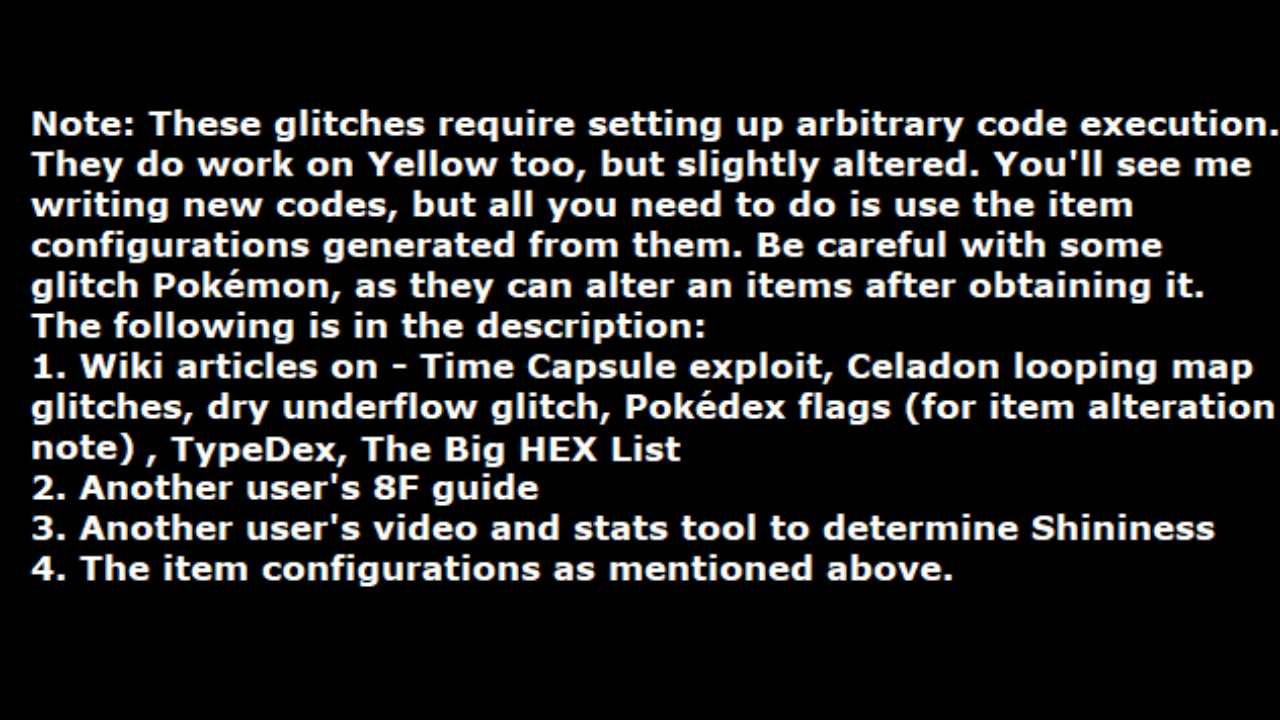 Note: These glitches require setting up arbitrary code execution.
They do work on Yellow too, but slightly altered. You'll see me
writing new codes, but all you need to do is use the item
configurations generated from them. Be careful with some
glitch Pokémon, as they can alter an items after obtaining it.
The following is in the description:
1. Wiki articles on - Time Capsule exploit, Celadon looping map
glitches, dry underflow glitch, Pokédex flags (for item alteration
note) , TypeDex, The Big HEX List
2. Another user's 8F guide
3. Another user's video and stats tool to determine Shininess
4. The item configurations as mentioned above.